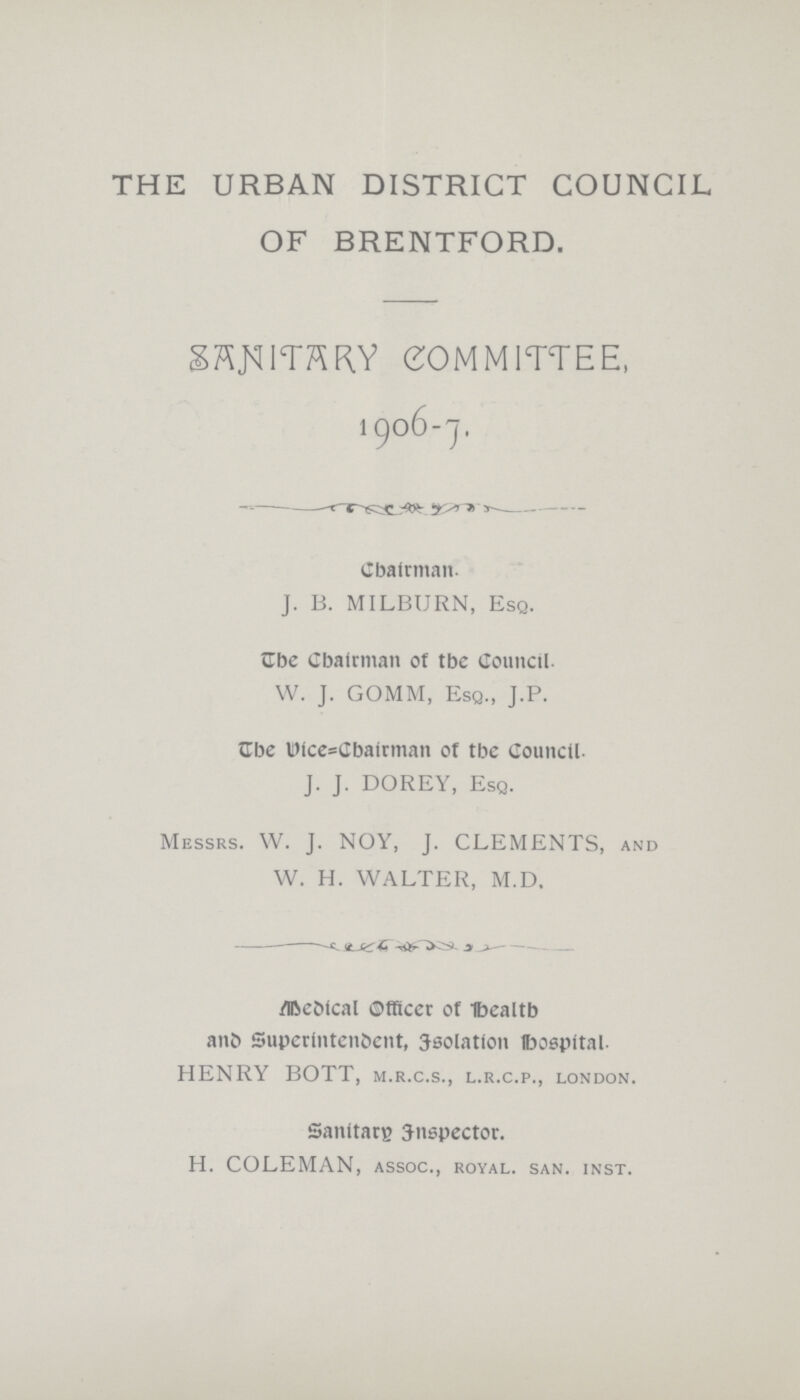 THE URBAN DISTRICT COUNCIL
OF BRENTFORD.
SANITARY COMMITTEE,
1906-7.
Chairman.
J. B. MILBURN, ESQ.
The Chairman of the Council.
W. J. GOMM, ESQ., J.P.
The Vice-Chairman of the Council.
J. J. DOREY, ESQ.
MESSRS. W. J. NOY, J. CLEMENTS, AND
W. H. WALTER, M.D.
Medical Officer of Health
and Superintendent, Isolation Hospital.
HENRY BOTT, M.R.C.S., L.R.C.P., LONDON.
Sanitary Inspector.
H. COLEMAN, ASSOC., ROYAL. SAN. INST.